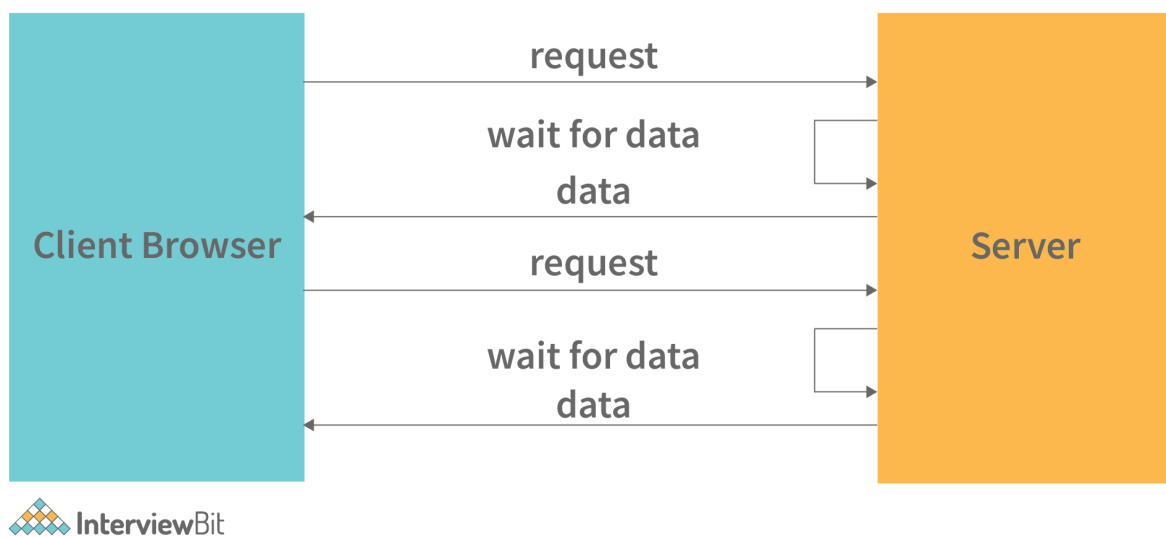 request
wait for data
data
Client Browser
Server
request
wait for data
data
InterviewBit